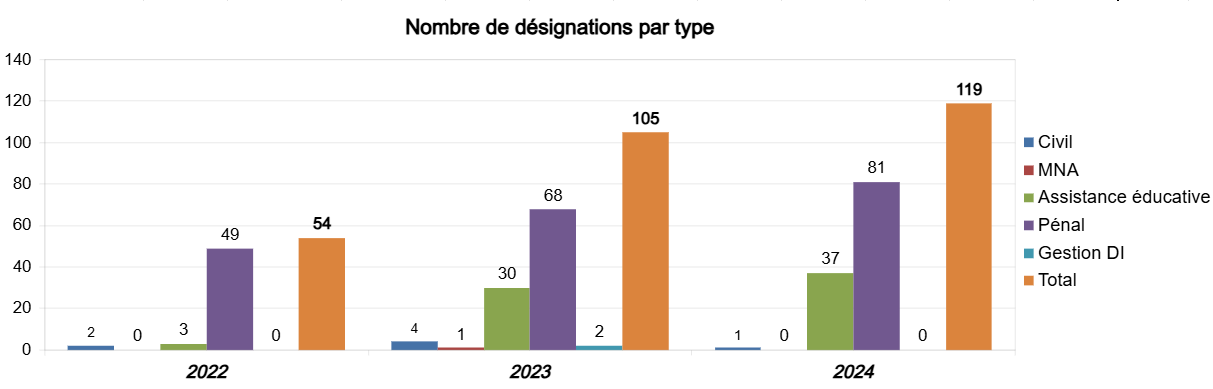 Nombre de désignations par type
140
120
100
80
60
40
20
0
2 0 3 49 0 54
4 1 30 68 2 105
1 0 37 81 0 119
2022 2023 2024
Civil
MNA
Assistance éducative
Pénal
Gestion DI
Total